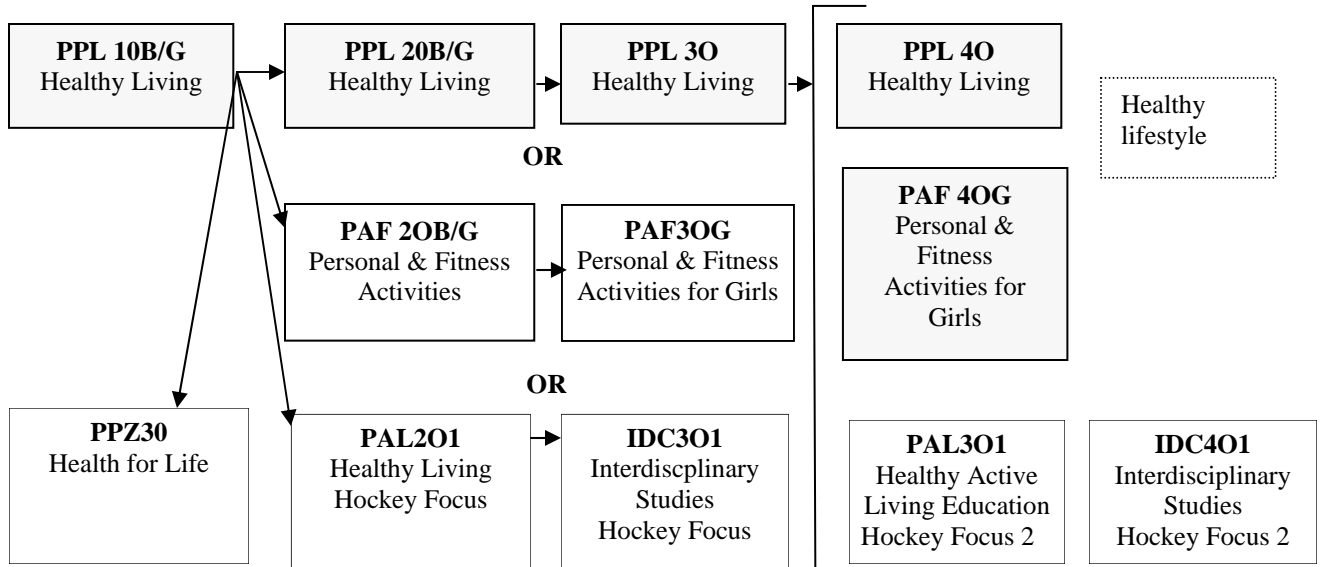 PPL 10B/G
Healthy Living
PPL 20B/G
Healthy Living
PPL 3O
Healthy Living
PPL 4O
Healthy Living
Healthy
lifestyle
OR
PAF 2OB/G
Personal & Fitness
Activities
PAF3OG
Personal & Fitness
Activities for Girls
PAF 4OG
Personal &
Fitness
Activities for
Girls
OR
PPZ30
Health for Life
PAL2O1
Healthy Living
Hockey Focus
IDC3O1
Interdiscplinary
Studies
Hockey Focus
PAL3O1
Healthy Active
Living Education
Hockey Focus 2
IDC4O1
Interdisciplinary
Studies
Hockey Focus 2